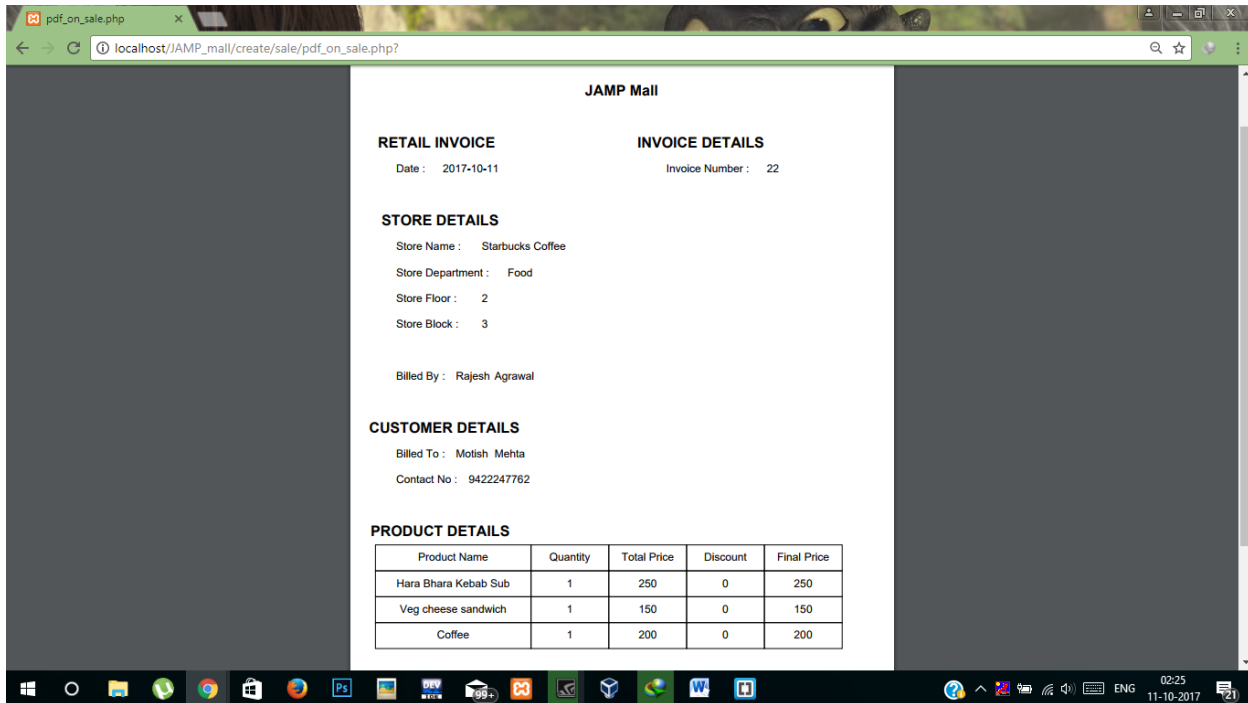 pdf_on_sale.php
localhost/JAMP_mall/create/sale/pdf_on_sale.php?
JAMP Mall
RETAIL INVOICE INVOICE DETAILS
Date : 2017-10-11 Invoice Number : 22
STORE DETAILS
Store Name : Starbucks Coffee
Store Department : Food
Store Floor : 2
Store Block : 3
Billed By : Rajesh Agrawal
CUSTOMER DETAILS
Billed To : Motish Mehta
Contact No : 9422247762
PRODUCT DETAILS
Product Name Quantity Total Price Discount Final Price
Hara Bhara Kebab Sub 1 250 0 250
Veg cheese sandwich 1 150 0 150
Coffee 1 200 0 200
Ps DEV 99+ W ENG 02:25
11-10-2017 21